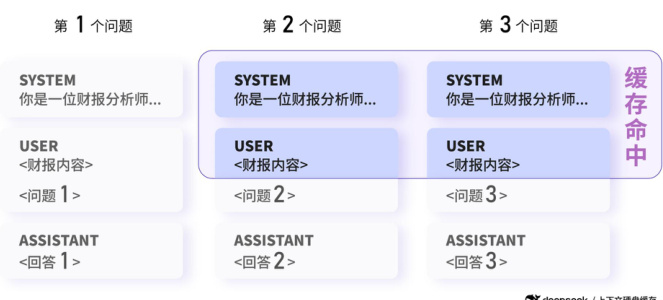 第 1 个问题
第 2 个问题
第 3 个问题
SYSTEM
你是一位财报分析师...
USER
<财报内容>
<问题 1 >
ASSISTANT
<回答 1 >
SYSTEM
你是一位财报分析师...
USER
<财报内容>
<问题 2 >
ASSISTANT
<回答 2 >
SYSTEM
你是一位财报分析师...
USER
<财报内容>
<问题 3 >
ASSISTANT
<回答 3 >
缓存命中
deepseek / 上下文硬盘缓存